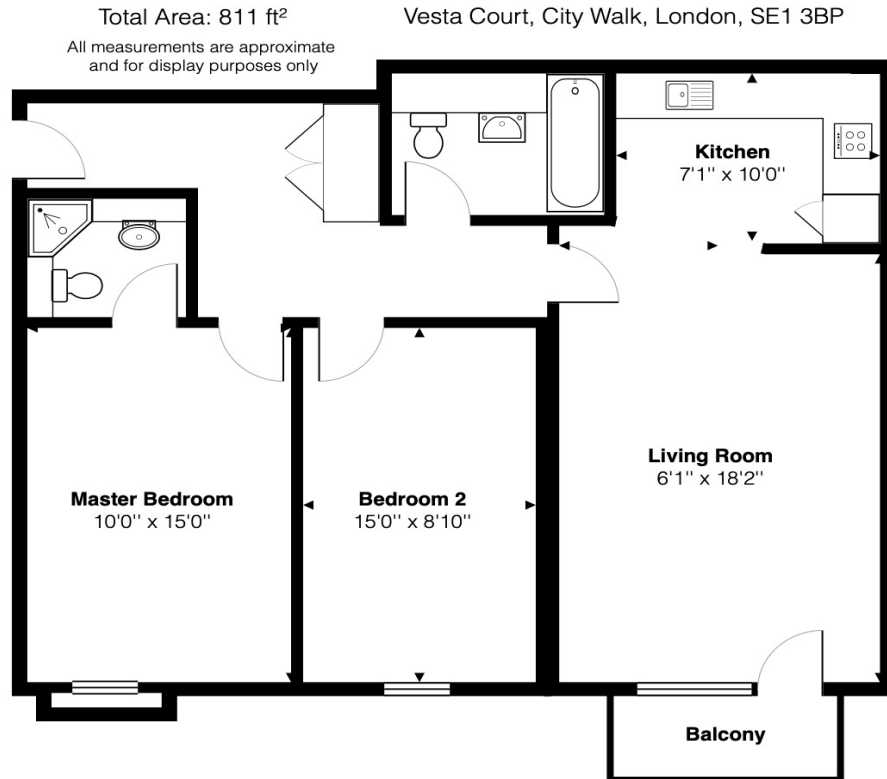 Total Area: 811 ft²
All measurements are approximate
and for display purposes only
Vesta Court, City Walk, London, SE1 3BP
Kitchen
7'1'' x 10'0''
Living Room
6'1'' x 18'2''
Master Bedroom
10'0'' x 15'0''
Bedroom 2
15'0'' x 8'10''
Balcony